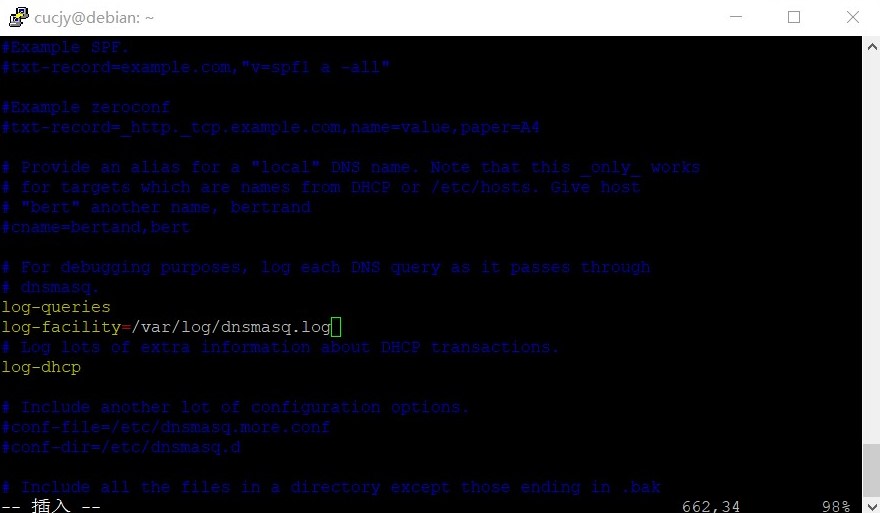 cucjy@debian: ~
#Example SPF.
#txt-record=example.com,"v=spf1 a -all"
#Example zeroconf
#txt-record=_http._tcp.example.com,name=value,paper=A4
# Provide an alias for a "local" DNS name. Note that this _only_ works
# for targets which are names from DHCP or /etc/hosts. Give host
# "bert" another name, bertrand
#cname=bertand,bert
# For debugging purposes, log each DNS query as it passes through
# dnsmasq.
log-queries
log-facility=/var/log/dnsmasq.log
# Log lots of extra information about DHCP transactions.
log-dhcp
# Include another lot of configuration options.
#conf-file=/etc/dnsmasq.more.conf
#conf-dir=/etc/dnsmasq.d
# Include all the files in a directory except those ending in .bak
-- 插入 -- 662,34 98%